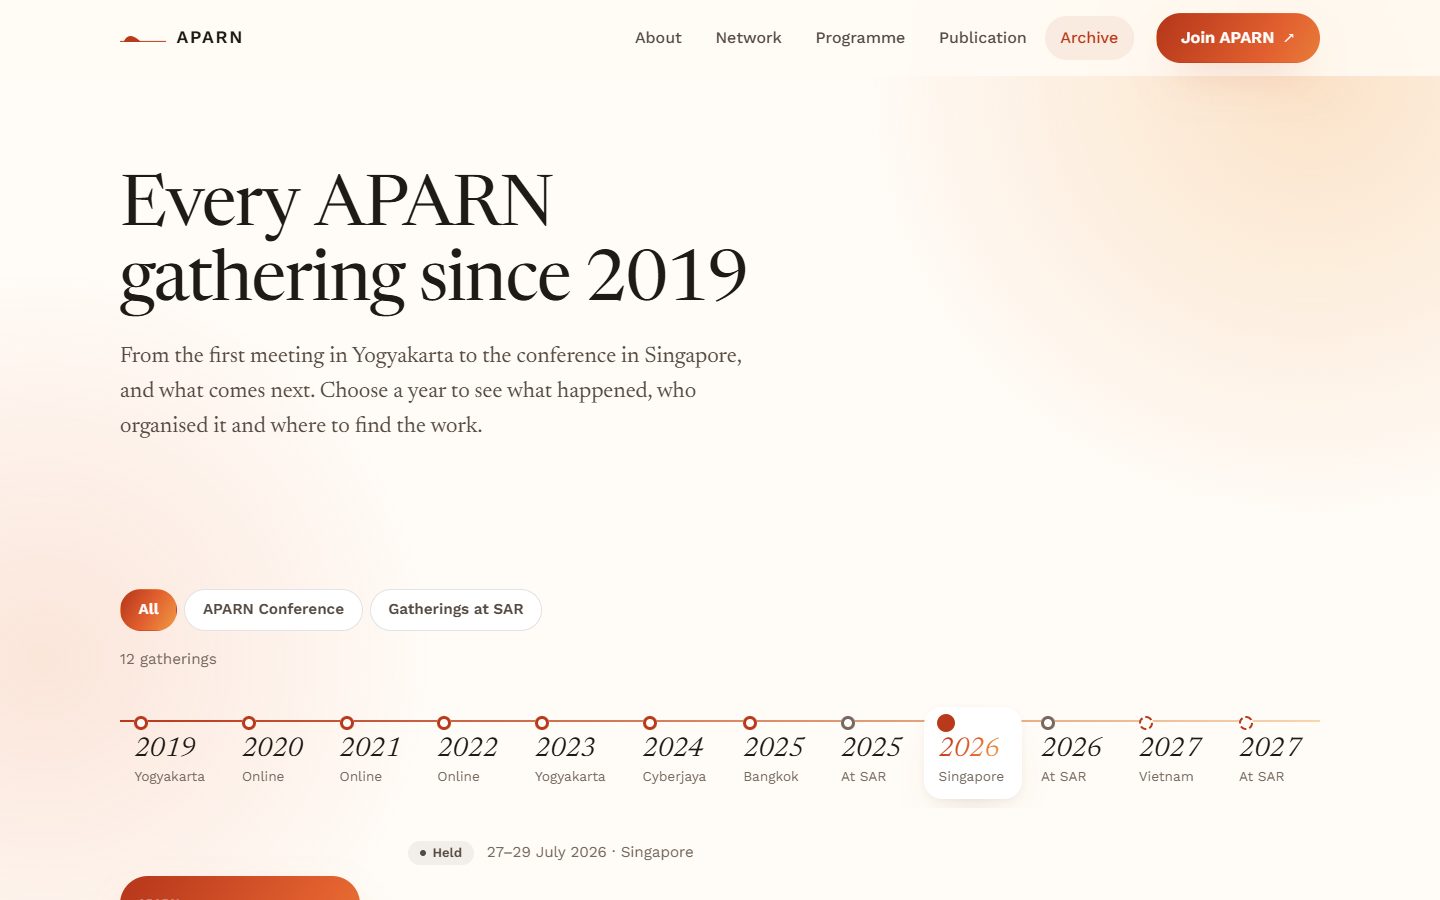 APARN
About
Network
Programme
Publication
Archive
Join APARN ↗
Every APARN
gathering since 2019
From the first meeting in Yogyakarta to the conference in Singapore,
and what comes next. Choose a year to see what happened, who
organised it and where to find the work.
All
APARN Conference
Gatherings at SAR
12 gatherings
2019
Yogyakarta
2020
Online
2021
Online
2022
Online
2023
Yogyakarta
2024
Cyberjaya
2025
Bangkok
2025
At SAR
2026
Singapore
2026
At SAR
2027
Vietnam
2027
At SAR
Held
27–29 July 2026 · Singapore